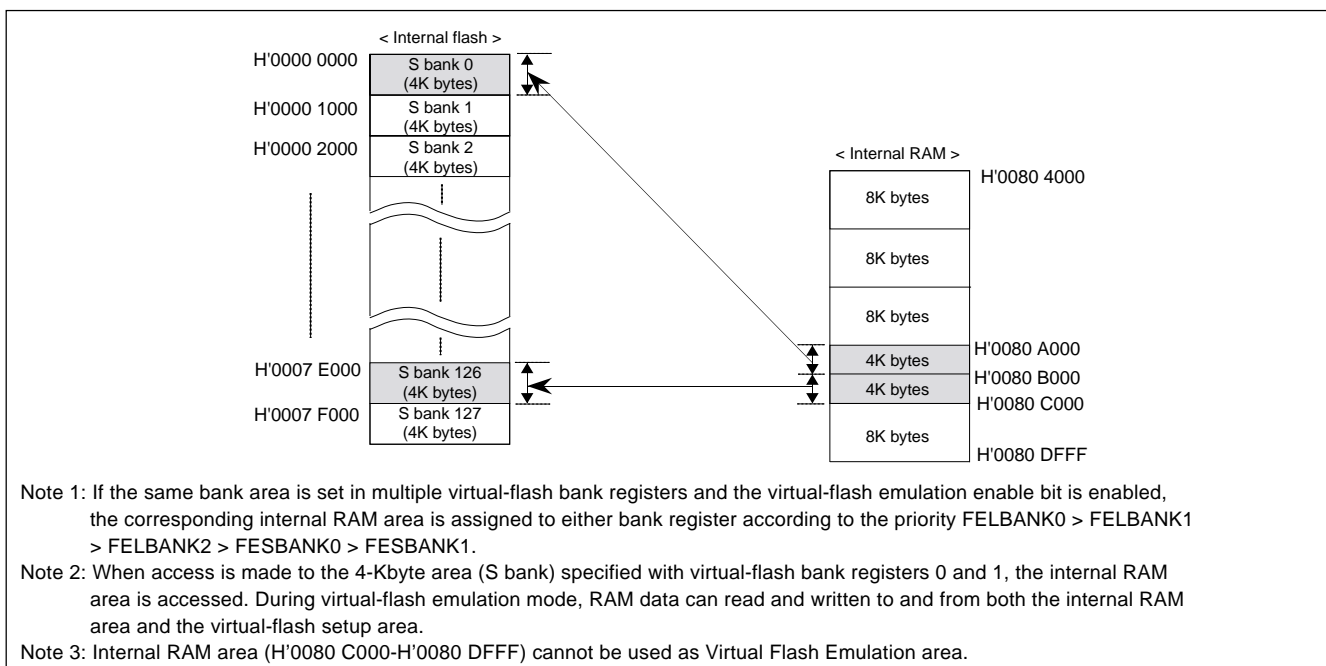 < Internal flash >
H'0000 0000
S bank 0
(4K bytes)
H'0000 1000
S bank 1
(4K bytes)
H'0000 2000
S bank 2
(4K bytes)
H'0007 E000
S bank 126
(4K bytes)
H'0007 F000
S bank 127
(4K bytes)
< Internal RAM >
H'0080 4000
8K bytes
8K bytes
8K bytes
H'0080 A000
4K bytes
H'0080 B000
4K bytes
H'0080 C000
8K bytes
H'0080 DFFF
Note 1: If the same bank area is set in multiple virtual-flash bank registers and the virtual-flash emulation enable bit is enabled,
the corresponding internal RAM area is assigned to either bank register according to the priority FELBANK0 > FELBANK1
> FELBANK2 > FESBANK0 > FESBANK1.
Note 2: When access is made to the 4-Kbyte area (S bank) specified with virtual-flash bank registers 0 and 1, the internal RAM
area is accessed. During virtual-flash emulation mode, RAM data can read and written to and from both the internal RAM
area and the virtual-flash setup area.
Note 3: Internal RAM area (H'0080 C000-H'0080 DFFF) cannot be used as Virtual Flash Emulation area.